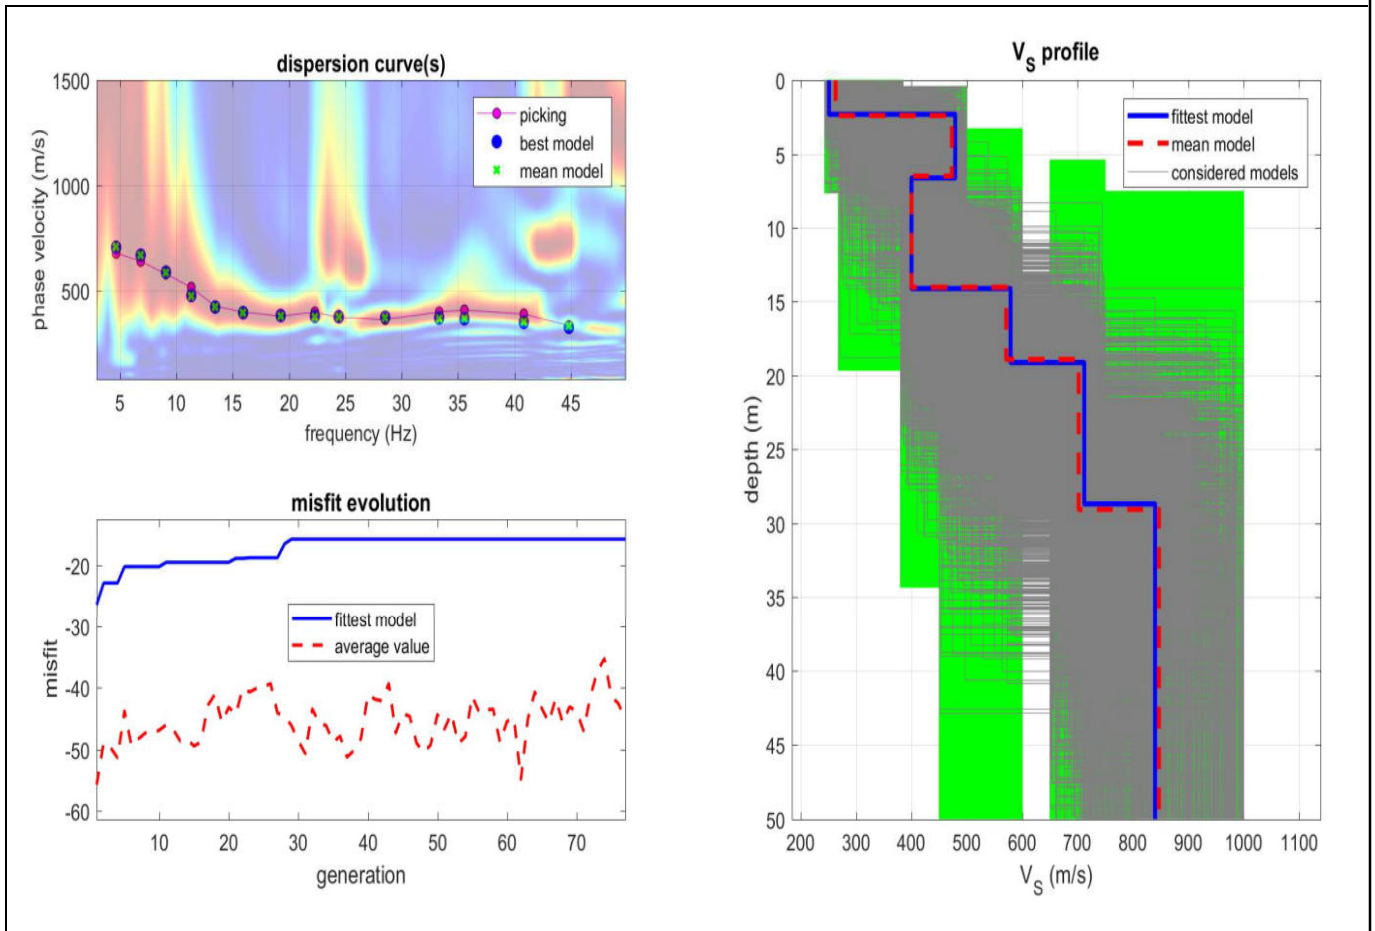 dispersion curve(s)
1500
1000
500
phase velocity (m/s)
picking
best model
mean model
5 10 15 20 25 30 35 40 45
frequency (Hz)
misfit evolution
-20
-30
-40
-50
-60
misfit
fittest model
average value
10 20 30 40 50 60 70
generation
VS profile
0
5
10
15
20
25
30
35
40
45
50
depth (m)
fittest model
mean model
considered models
200 300 400 500 600 700 800 900 1000 1100
VS (m/s)